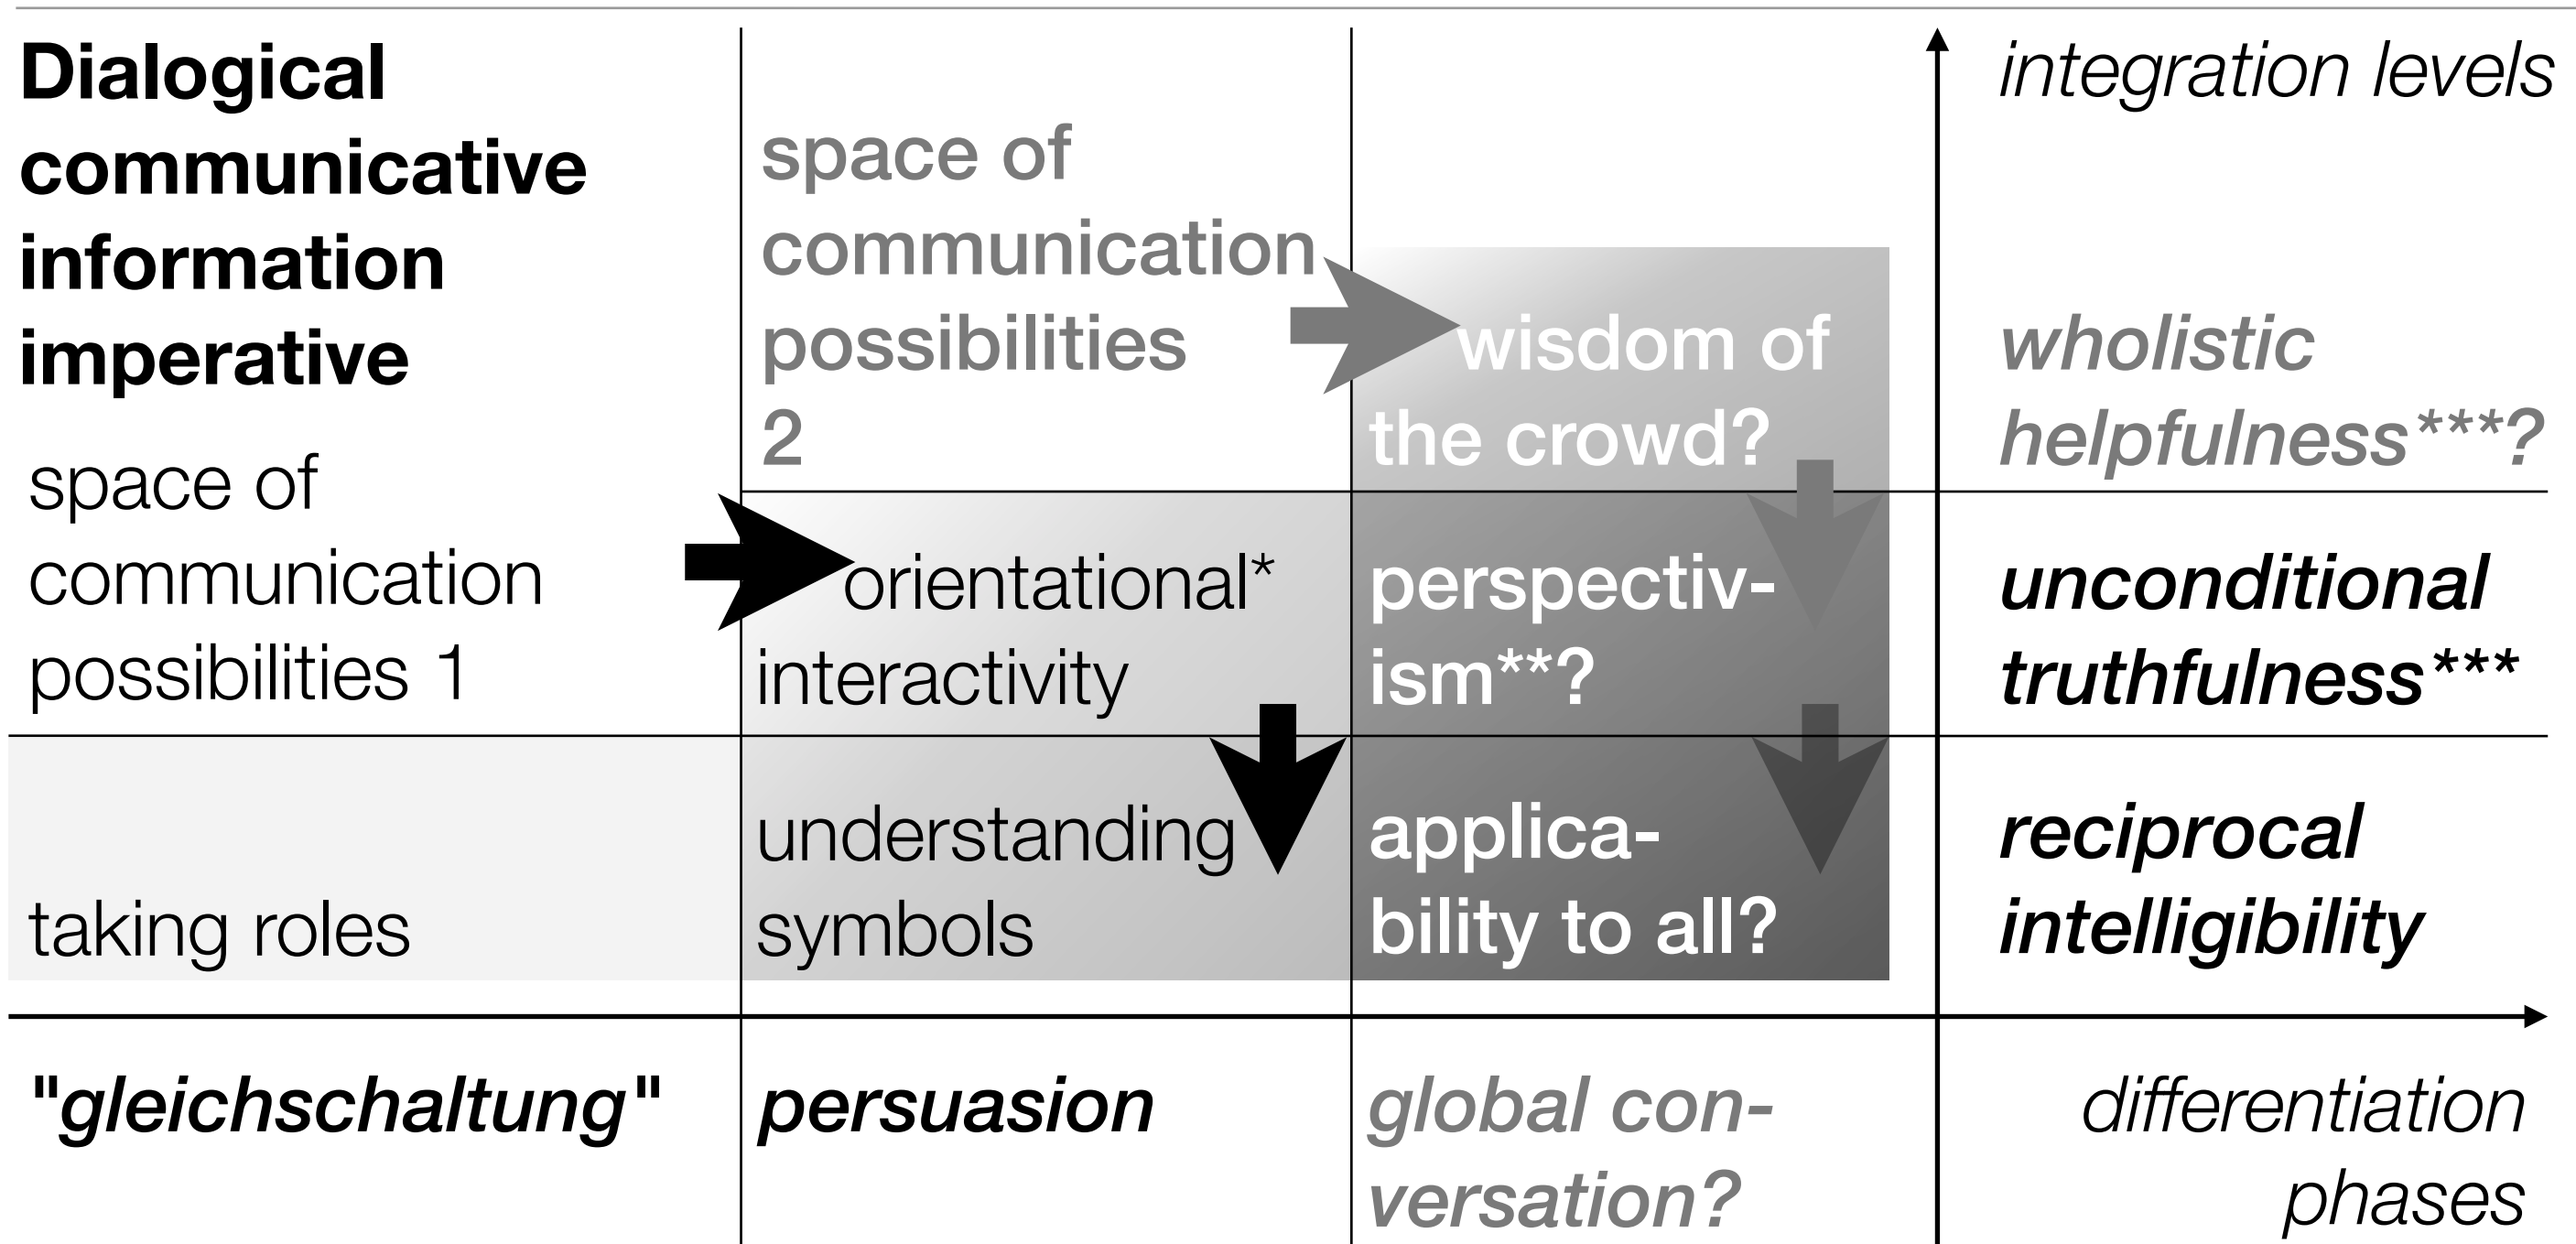 Dialogical
communicative
information
imperative
space of
communication
possibilities 1
space of
communication
possibilities
2
wisdom of
the crowd?
integration levels
wholistic
helpfulness***?
orientational*
interactivity
perspectiv-
ism**?
unconditional
truthfulness***
taking roles
understanding
symbols
applica-
bility to all?
reciprocal
intelligibility
"gleichschaltung"
persuasion
global con-
versation?
differentiation
phases